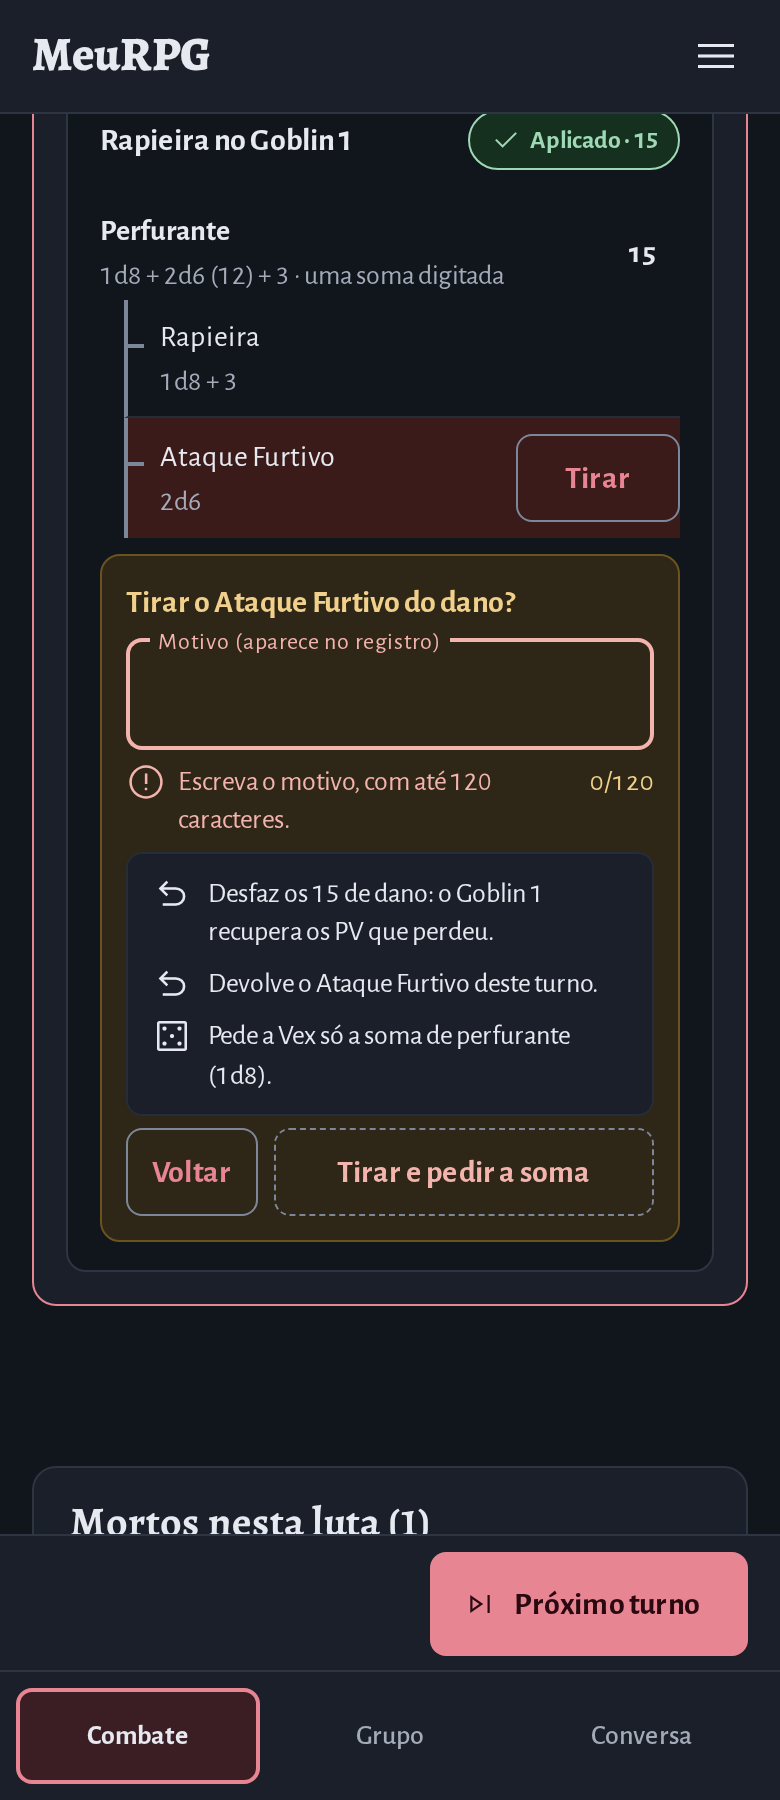 MeuRPG
Rapieira no Goblin 1
Aplicado · 15
Perfurante
15
1d8 + 2d6 (12) + 3 · uma soma digitada
Rapieira
1d8 + 3
Ataque Furtivo
Tirar
2d6
Tirar o Ataque Furtivo do dano?
Motivo (aparece no registro)
Escreva o motivo, com até 120
0/120
caracteres.
Desfaz os 15 de dano: o Goblin 1
recupera os PV que perdeu.
Devolve o Ataque Furtivo deste turno.
Pede a Vex só a soma de perfurante
(1d8).
Voltar
Tirar e pedir a soma
Mortos nesta luta (1)
Próximo turno
Combate
Grupo
Conversa